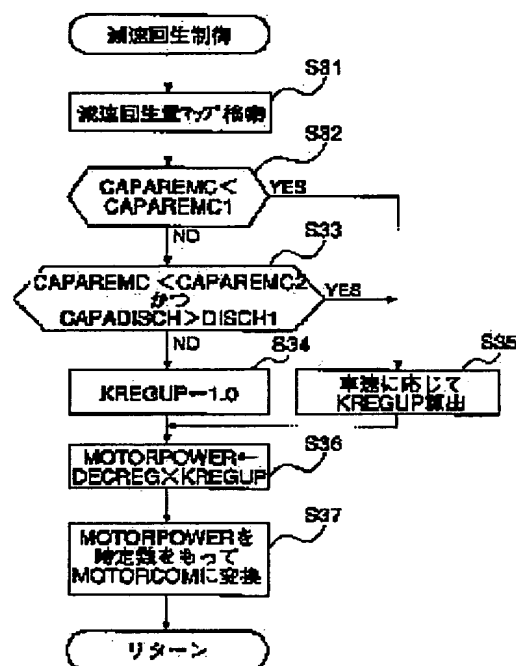 減速回生制御
S31
減速回生量マップ検索
S32
CAPAREMC<
CAPAREMC1
YES
NO
S33
CAPAREMC<CAPAREMC2
かつ
CAPADISCH>DISCH1
YES
NO
S34
KREGUP←1.0
S35
車速に応じて
KREGUP算出
S36
MOTORPOWER←
DECREG×KREGUP
S37
MOTORPOWERを
時定数をもって
MOTORCOMに変換
リターン